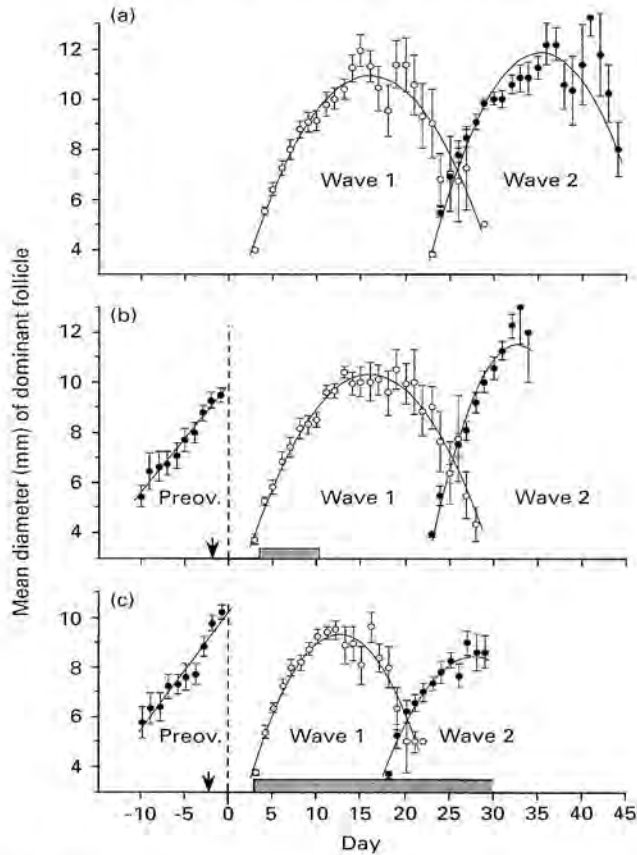 Mean diameter (mm) of dominant follicle
(a)
12
10
8
6
4
Wave 1
Wave 2
(b)
12
10
8
6
4
Preov.
Wave 1
Wave 2
(c)
10
8
6
4
Preov.
Wave 1
Wave 2
-10 -5 0 5 10 15 20 25 30 35 40 45
Day